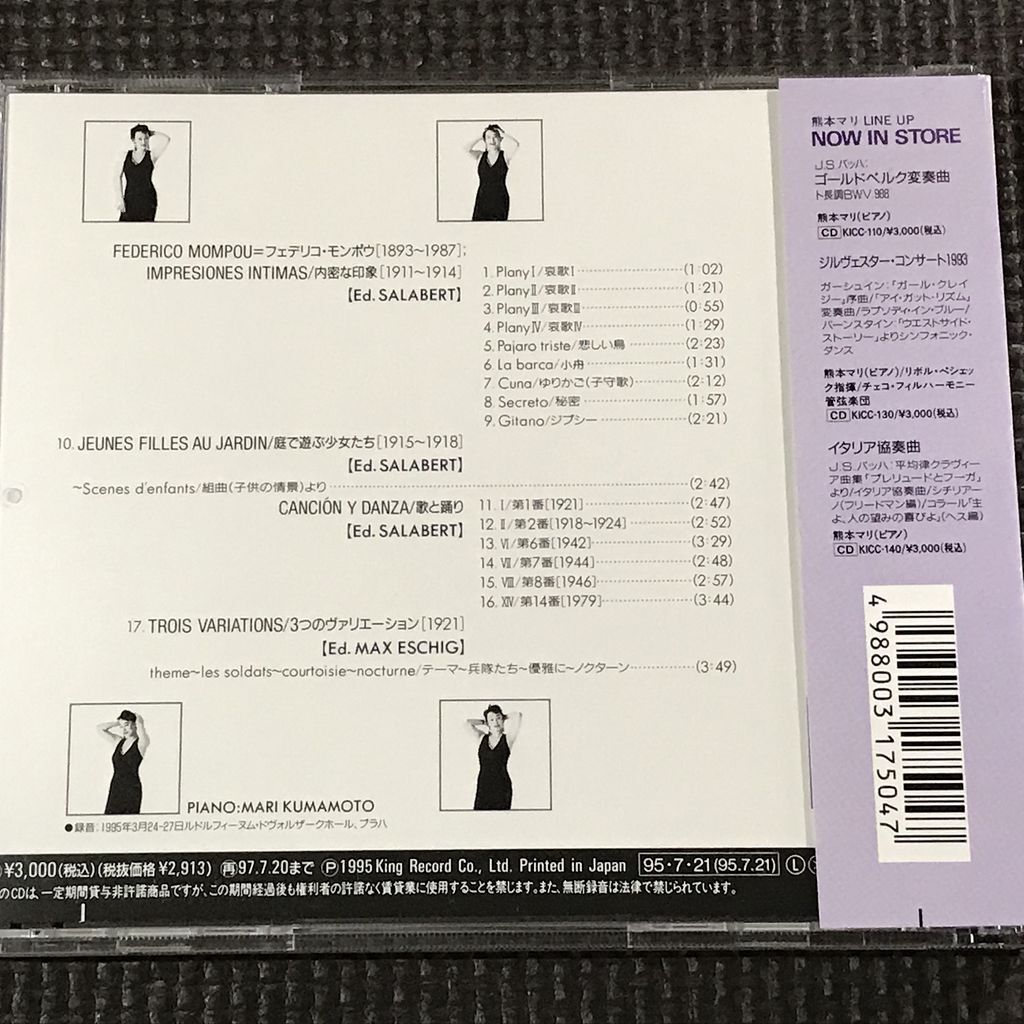 FEDERICO MOMPOU=フェデリコ・モンポウ[1893~1987];
IMPRESIONES INTIMAS/内密な印象[1911~1914]
【Ed. SALABERT】
1. Plany I/哀歌I (1:02)
2. Plany II/哀歌II (1:21)
3. Plany III/哀歌III (0:55)
4. Plany IV/哀歌IV (1:29)
5. Pajaro triste/悲しい鳥 (2:23)
6. La barca/小舟 (1:31)
7. Cuna/ゆりかご(子守歌) (2:12)
8. Secreto/秘密 (1:57)
9. Gitano/ジプシー (2:21)
10. JEUNES FILLES AU JARDIN/庭で遊ぶ少女たち[1915~1918]
【Ed. SALABERT】
~Scenes d'enfants/組曲(子供の情景)より (2:42)
CANCIÓN Y DANZA/歌と踊り
【Ed. SALABERT】
11. I/第1番[1921] (2:47)
12. II/第2番[1918~1924] (2:52)
13. VI/第6番[1942] (3:29)
14. VII/第7番[1944] (2:48)
15. VIII/第8番[1946] (2:57)
16. XIV/第14番[1979] (3:44)
17. TROIS VARIATIONS/3つのヴァリエーション[1921]
【Ed. MAX ESCHIG】
theme~les soldats~courtoisie~nocturne/テーマ~兵隊たち~優雅に~ノクターン (3:49)
PIANO:MARI KUMAMOTO
●録音:1995年3月24-27日ルドルフィーヌム・ドヴォルザークホール、プラハ
¥3,000(税込)(税抜価格 ¥2,913) 再97.7.20まで Ⓟ1995 King Record Co., Ltd. Printed in Japan 95・7・21(95.7.21) Ⓛ
のCDは、一定期間貸与非許諾商品ですが、この期間経過後も権利者の許諾なく賃貸業に使用することを禁じます。また、無断録音は法律で禁じられています。
熊本マリ LINE UP
NOW IN STORE
J.S.バッハ:
ゴールドベルク変奏曲
ト長調BWV 988
熊本マリ(ピアノ)
CD KICC-110/¥3,000(税込)
ジルヴェスター・コンサート1993
ガーシュイン:「ガール・クレイ
ジー」序曲/「アイ・ガット・リズム」
変奏曲/ラプソディ・イン・ブルー/
バーンスタイン:「ウエストサイド・
ストーリー」よりシンフォニック・
ダンス
熊本マリ(ピアノ)/リボル・ペシェッ
ク指揮/チェコ・フィルハーモニー
管弦楽団
CD KICC-130/¥3,000(税込)
イタリア協奏曲
J.S.バッハ:平均律クラヴィー
ア曲集「プレリュードとフーガ」
より/イタリア協奏曲/シチリアー
ノ(フリードマン編)/コラール「主
よ、人の望みの喜びよ」(ヘス編)
熊本マリ(ピアノ)
CD KICC-140/¥3,000(税込)
4 988003 175047